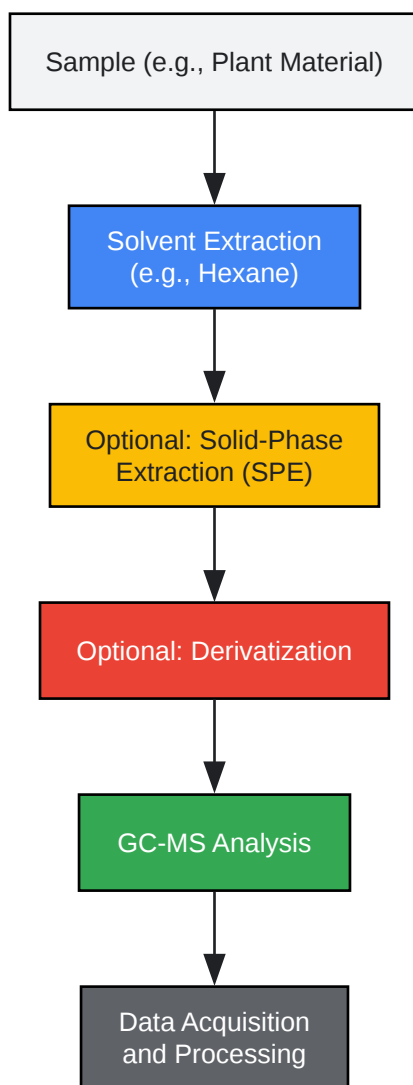 Sample (e.g., Plant Material)
Solvent Extraction
(e.g., Hexane)
Optional: Solid-Phase
Extraction (SPE)
Optional: Derivatization
GC-MS Analysis
Data Acquisition
and Processing